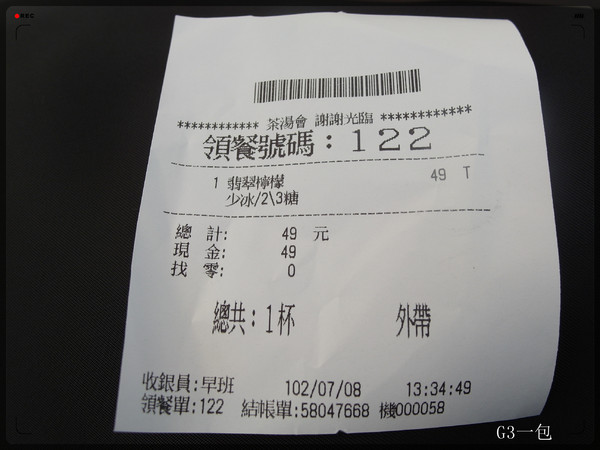 REC
************ 茶湯會 謝謝光臨 ************
領餐號碼:122
1 翡翠檸檬 49 T
少冰/2\3糖
總 計: 49 元
現 金: 49
找 零: 0
總共:1杯 外帶
收銀員:早班 102/07/08 13:34:49
領餐單:122 結帳單:58047668 機000058
G3一包